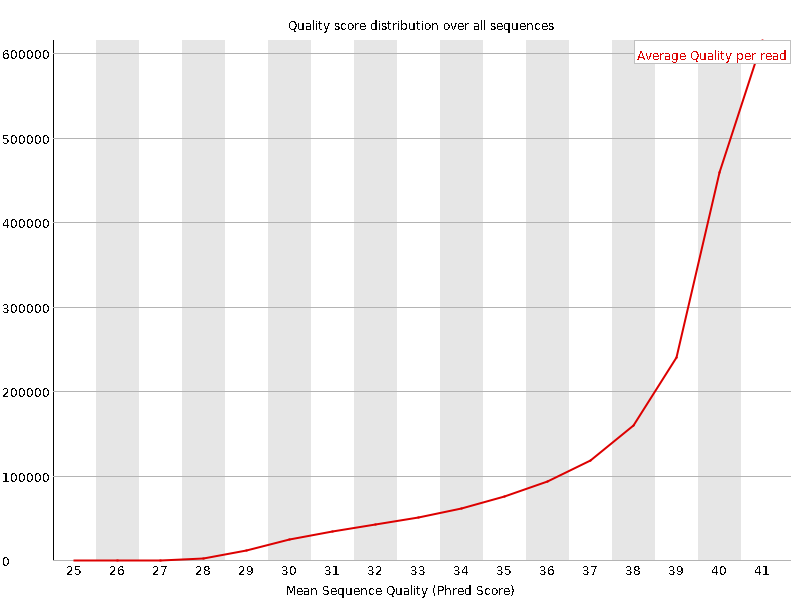 Quality score distribution over all sequences
Average Quality per read
600000
500000
400000
300000
200000
100000
0
25 26 27 28 29 30 31 32 33 34 35 36 37 38 39 40 41
Mean Sequence Quality (Phred Score)